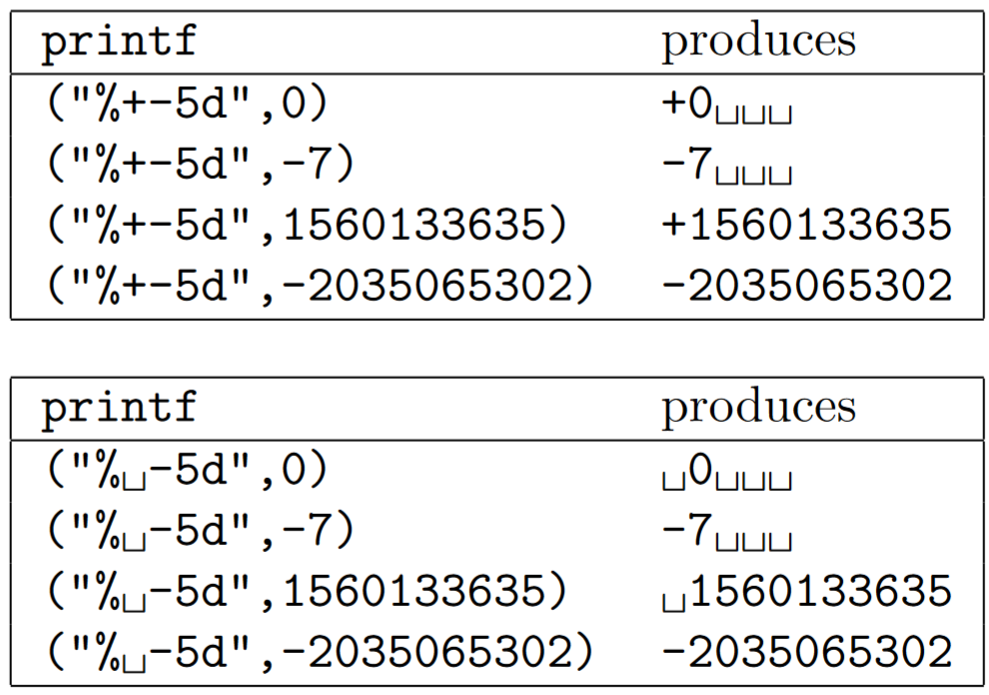 printf produces
("%+-5d",0) +0␣␣␣
("%+-5d",-7) -7␣␣␣
("%+-5d",1560133635) +1560133635
("%+-5d",-2035065302) -2035065302
printf produces
("%␣-5d",0) ␣0␣␣␣
("%␣-5d",-7) -7␣␣␣
("%␣-5d",1560133635) ␣1560133635
("%␣-5d",-2035065302) -2035065302